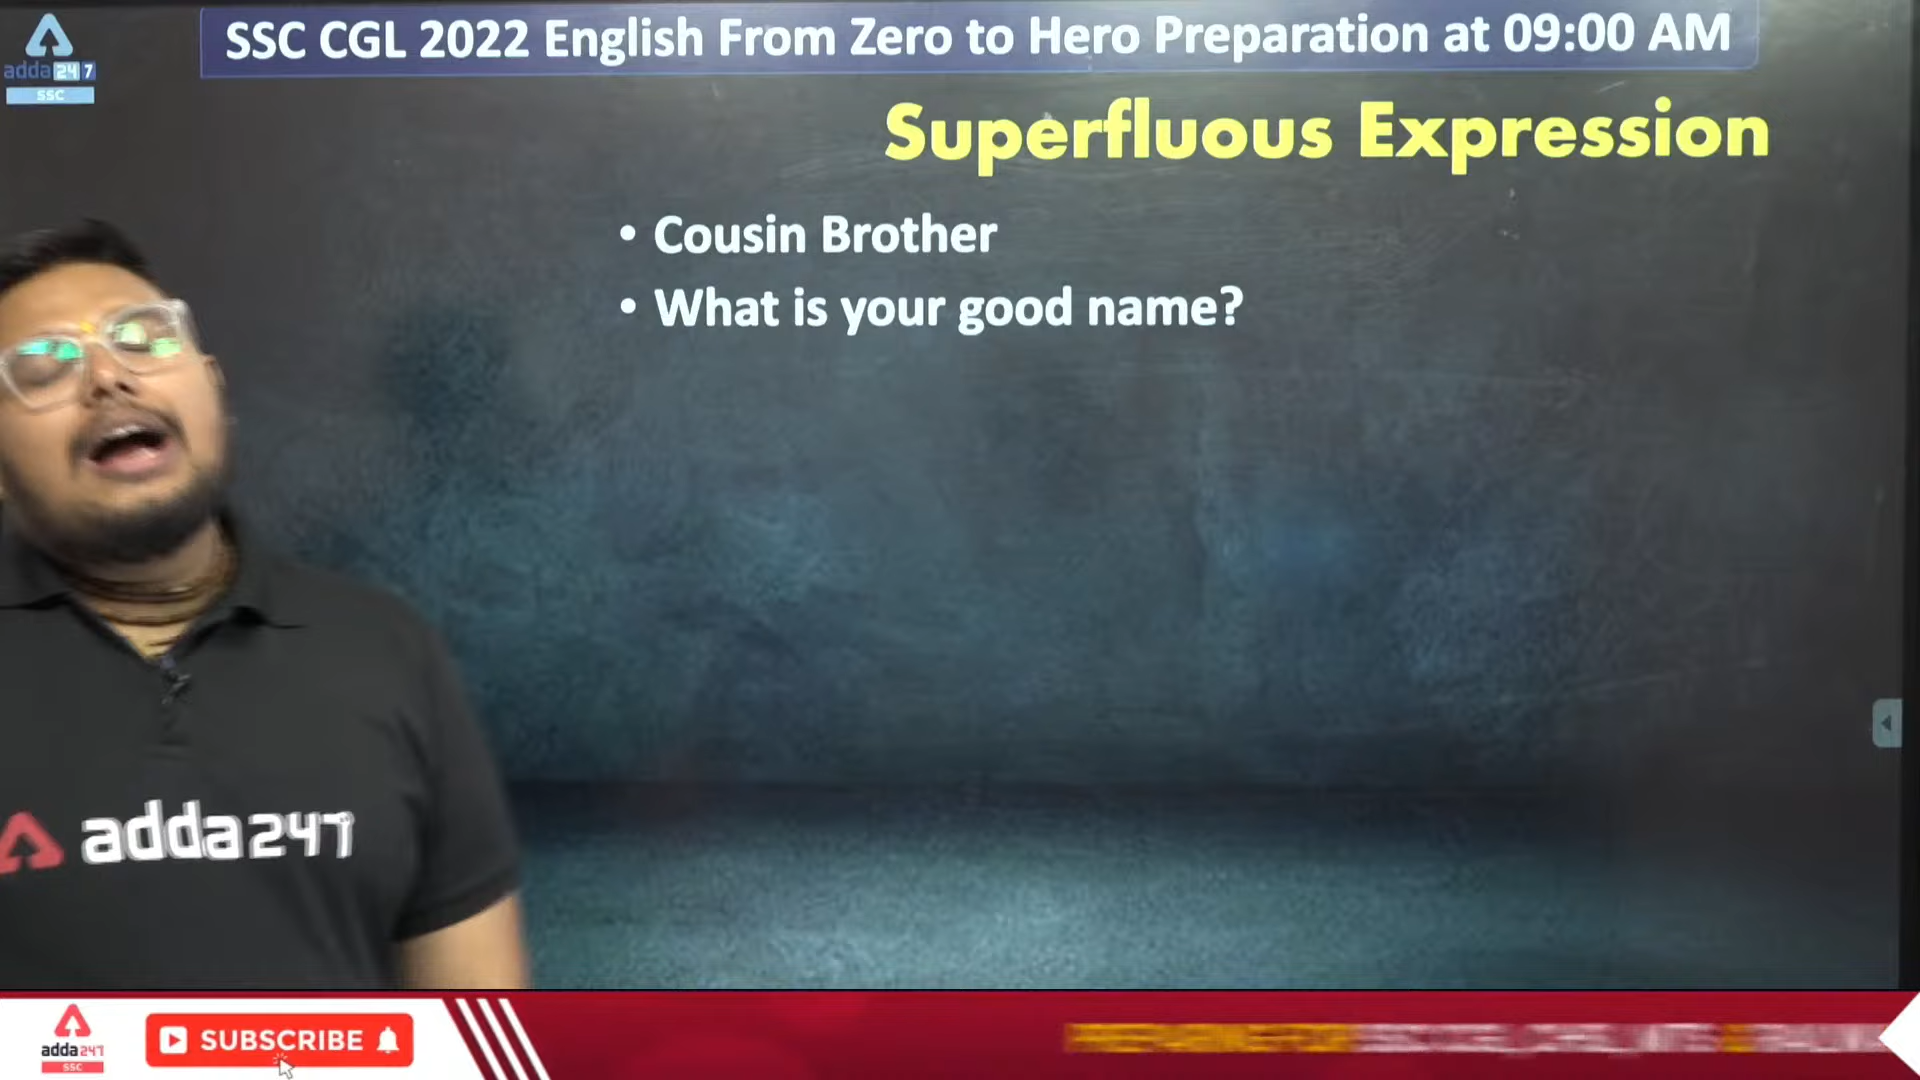 SSC CGL 2022 English From Zero to Hero Preparation at 09:00 AM
adda247
SSC
Superfluous Expression
• Cousin Brother
• What is your good name?
adda247
adda247
SSC
SUBSCRIBE